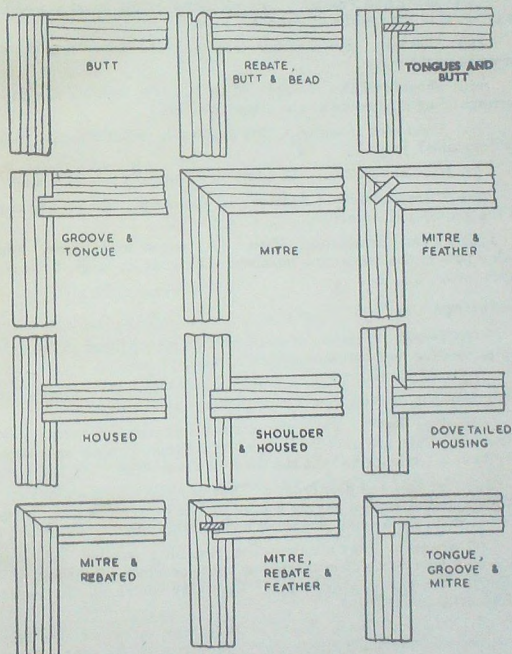 BUTT
REBATE,
BUTT & BEAD
TONGUES AND
BUTT
GROOVE &
TONGUE
MITRE
MITRE &
FEATHER
HOUSED
SHOULDER
& HOUSED
DOVETAILED
HOUSING
MITRE &
REBATED
MITRE,
REBATE &
FEATHER
TONGUE,
GROOVE &
MITRE